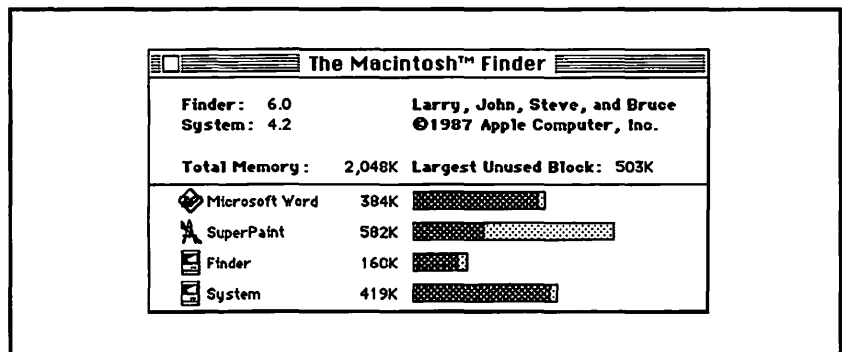 The Macintosh™ Finder
Finder: 6.0 Larry, John, Steve, and Bruce
System: 4.2 ©1987 Apple Computer, Inc.
Total Memory: 2,048K Largest Unused Block: 503K
Microsoft Word 384K
SuperPaint 582K
Finder 160K
System 419K